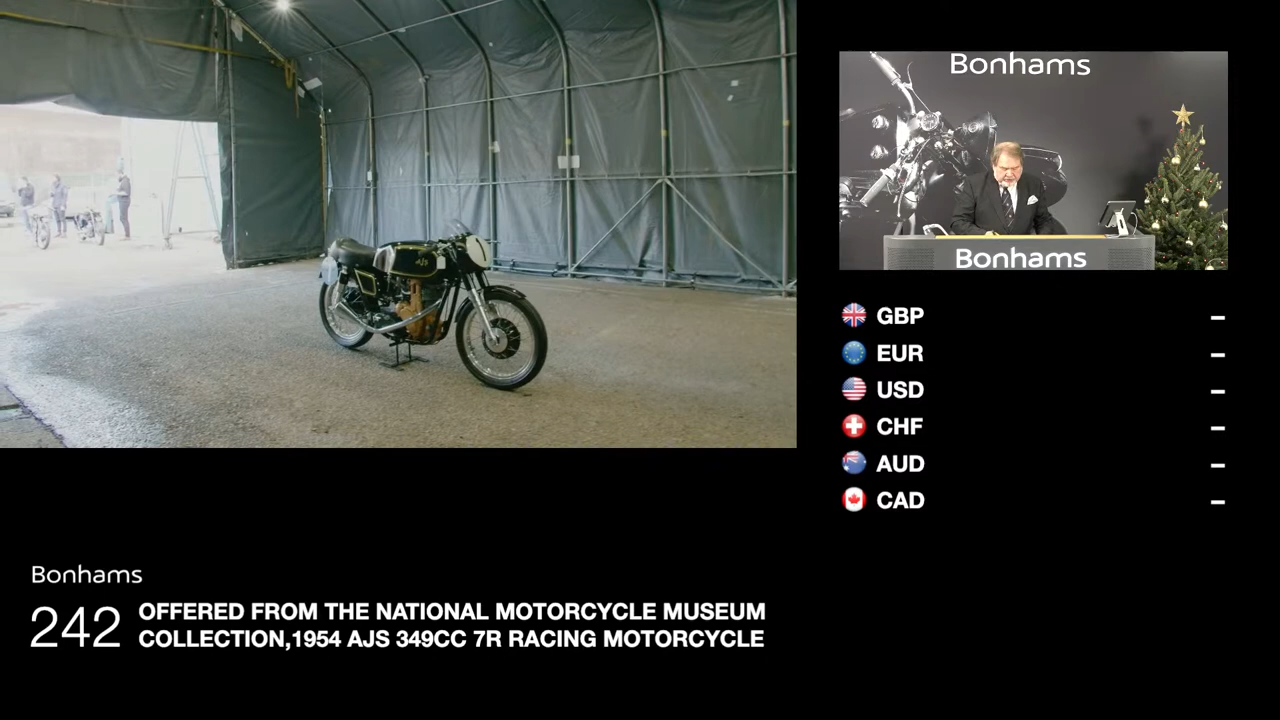 Bonhams
Bonhams
GBP –
EUR –
USD –
CHF –
AUD –
CAD –
AJS
Bonhams
242 OFFERED FROM THE NATIONAL MOTORCYCLE MUSEUM
COLLECTION,1954 AJS 349CC 7R RACING MOTORCYCLE